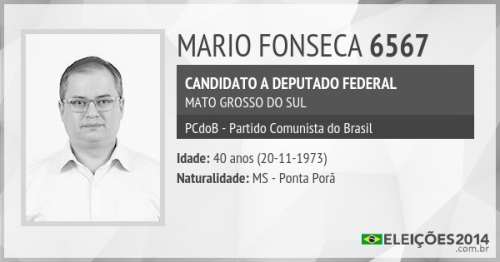 MARIO FONSECA 6567
CANDIDATO A DEPUTADO FEDERAL
MATO GROSSO DO SUL
PCdoB - Partido Comunista do Brasil
Idade: 40 anos (20-11-1973)
Naturalidade: MS - Ponta Porã
ELEIÇÕES2014
.com.br